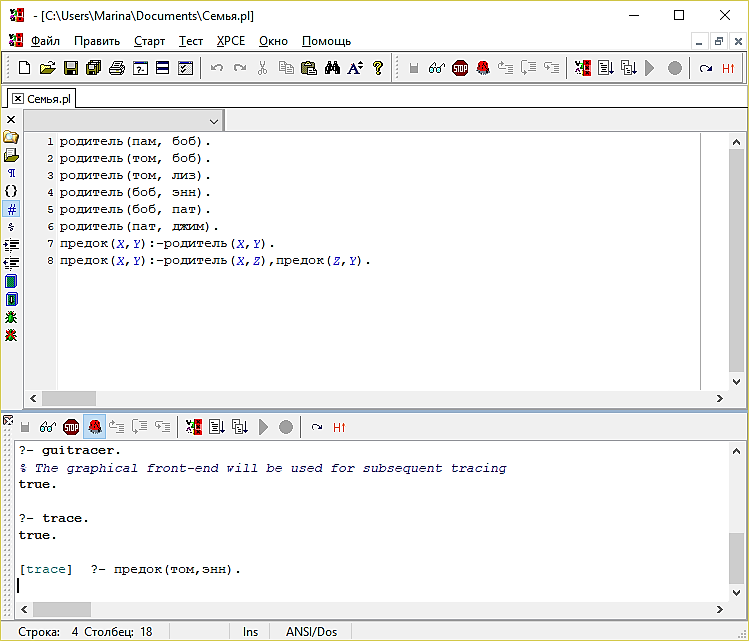 - [C:\Users\Marina\Documents\Семья.pl]
Файл Править Старт Тест XPCE Окно Помощь
Семья.pl
1 родитель(пам, боб).
2 родитель(том, боб).
3 родитель(том, лиз).
4 родитель(боб, энн).
5 родитель(боб, пат).
6 родитель(пат, джим).
7 предок(X,Y):-родитель(X,Y).
8 предок(X,Y):-родитель(X,Z),предок(Z,Y).
?- guitracer.
% The graphical front-end will be used for subsequent tracing
true.
?- trace.
true.
[trace]  ?- предок(том,энн).
Строка: 4 Столбец: 18 Ins ANSI/Dos